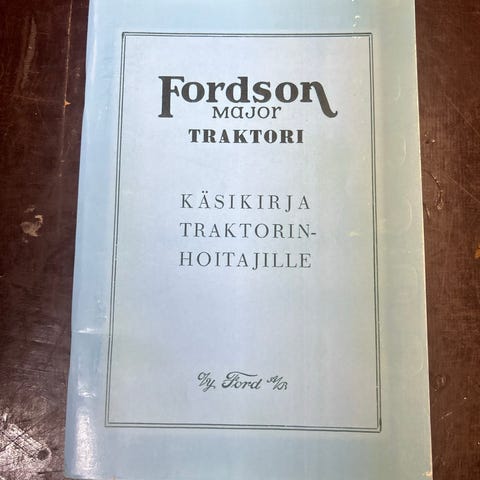 Fordson
MAJOR
TRAKTORI
KÄSIKIRJA
TRAKTORIN-
HOITAJILLE
O/y. Ford A/B